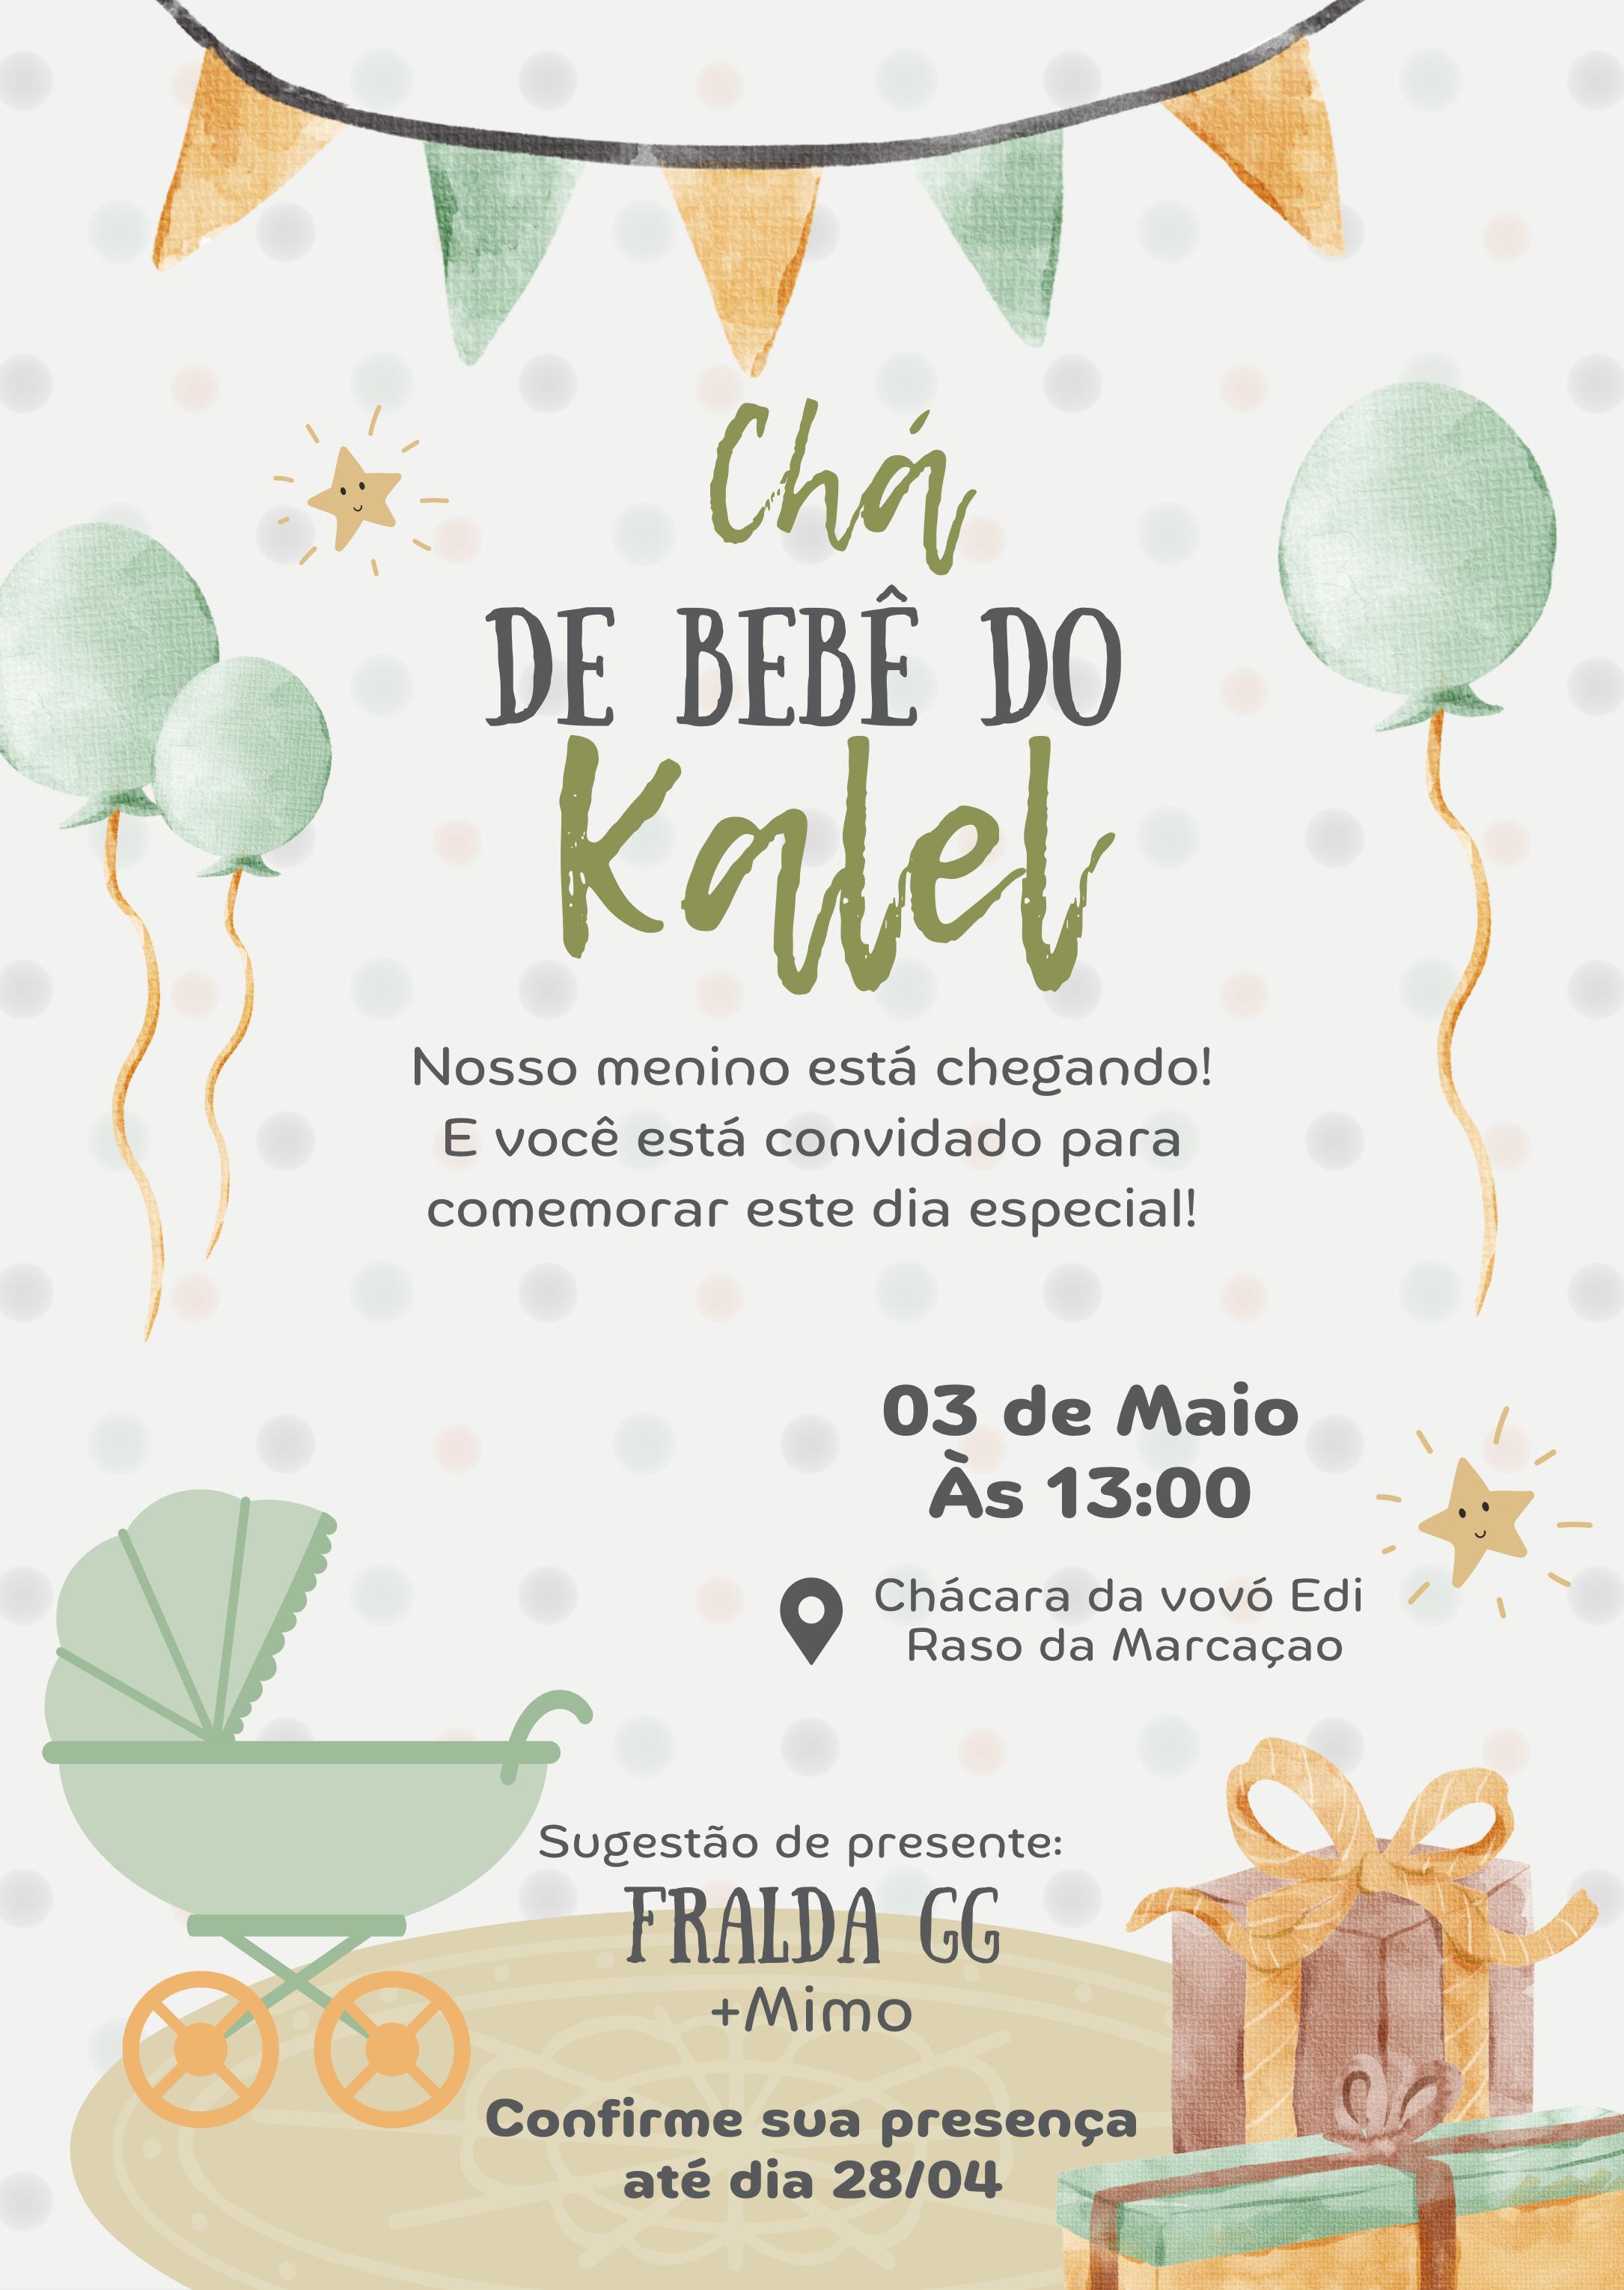 Chá
DE BEBÊ DO
Kalel
Nosso menino está chegando!
E você está convidado para
comemorar este dia especial!
03 de Maio
Às 13:00
Chácara da vovó Edi
Raso da Marcaçao
Sugestão de presente:
FRALDA GG
+Mimo
Confirme sua presença
até dia 28/04